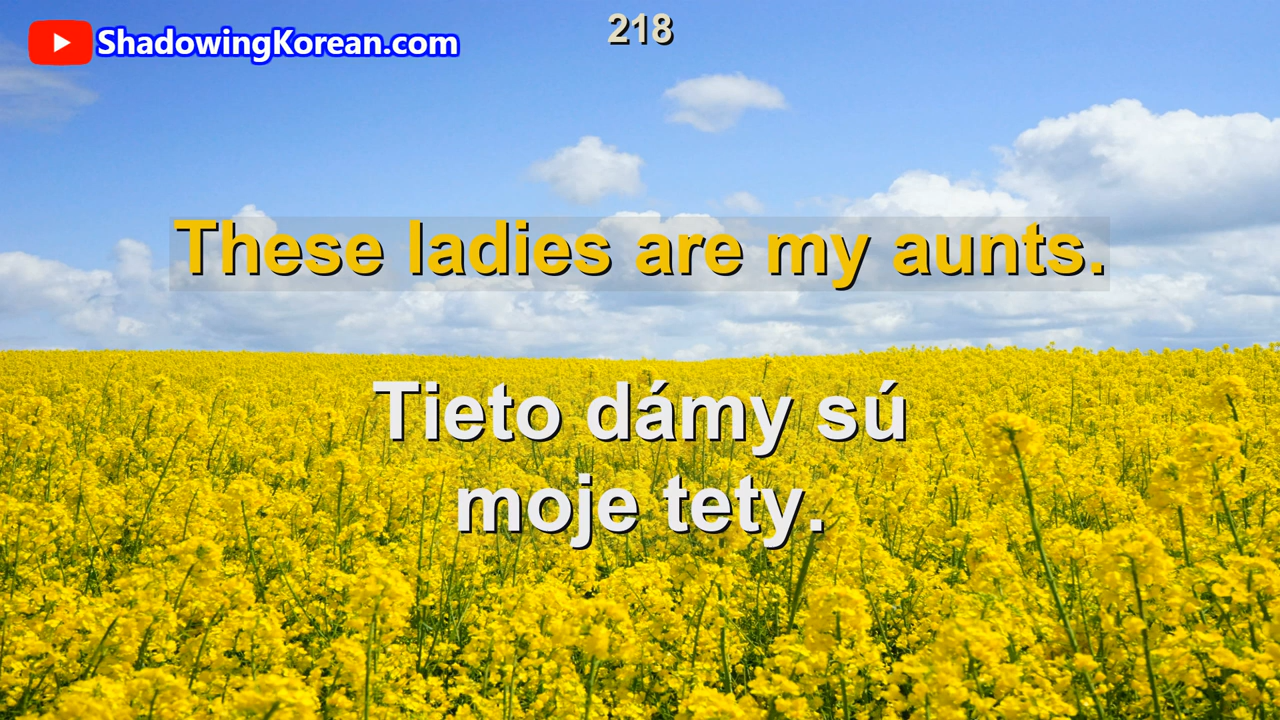 ShadowingKorean.com
218
These ladies are my aunts.
Tieto dámy sú
moje tety.